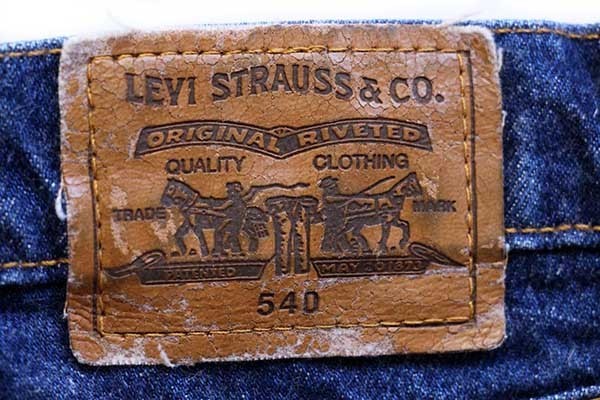 LEVI STRAUSS & CO.
ORIGINAL RIVETED
QUALITY CLOTHING
TRADE MARK
PATENTED MAY 20 1873
540